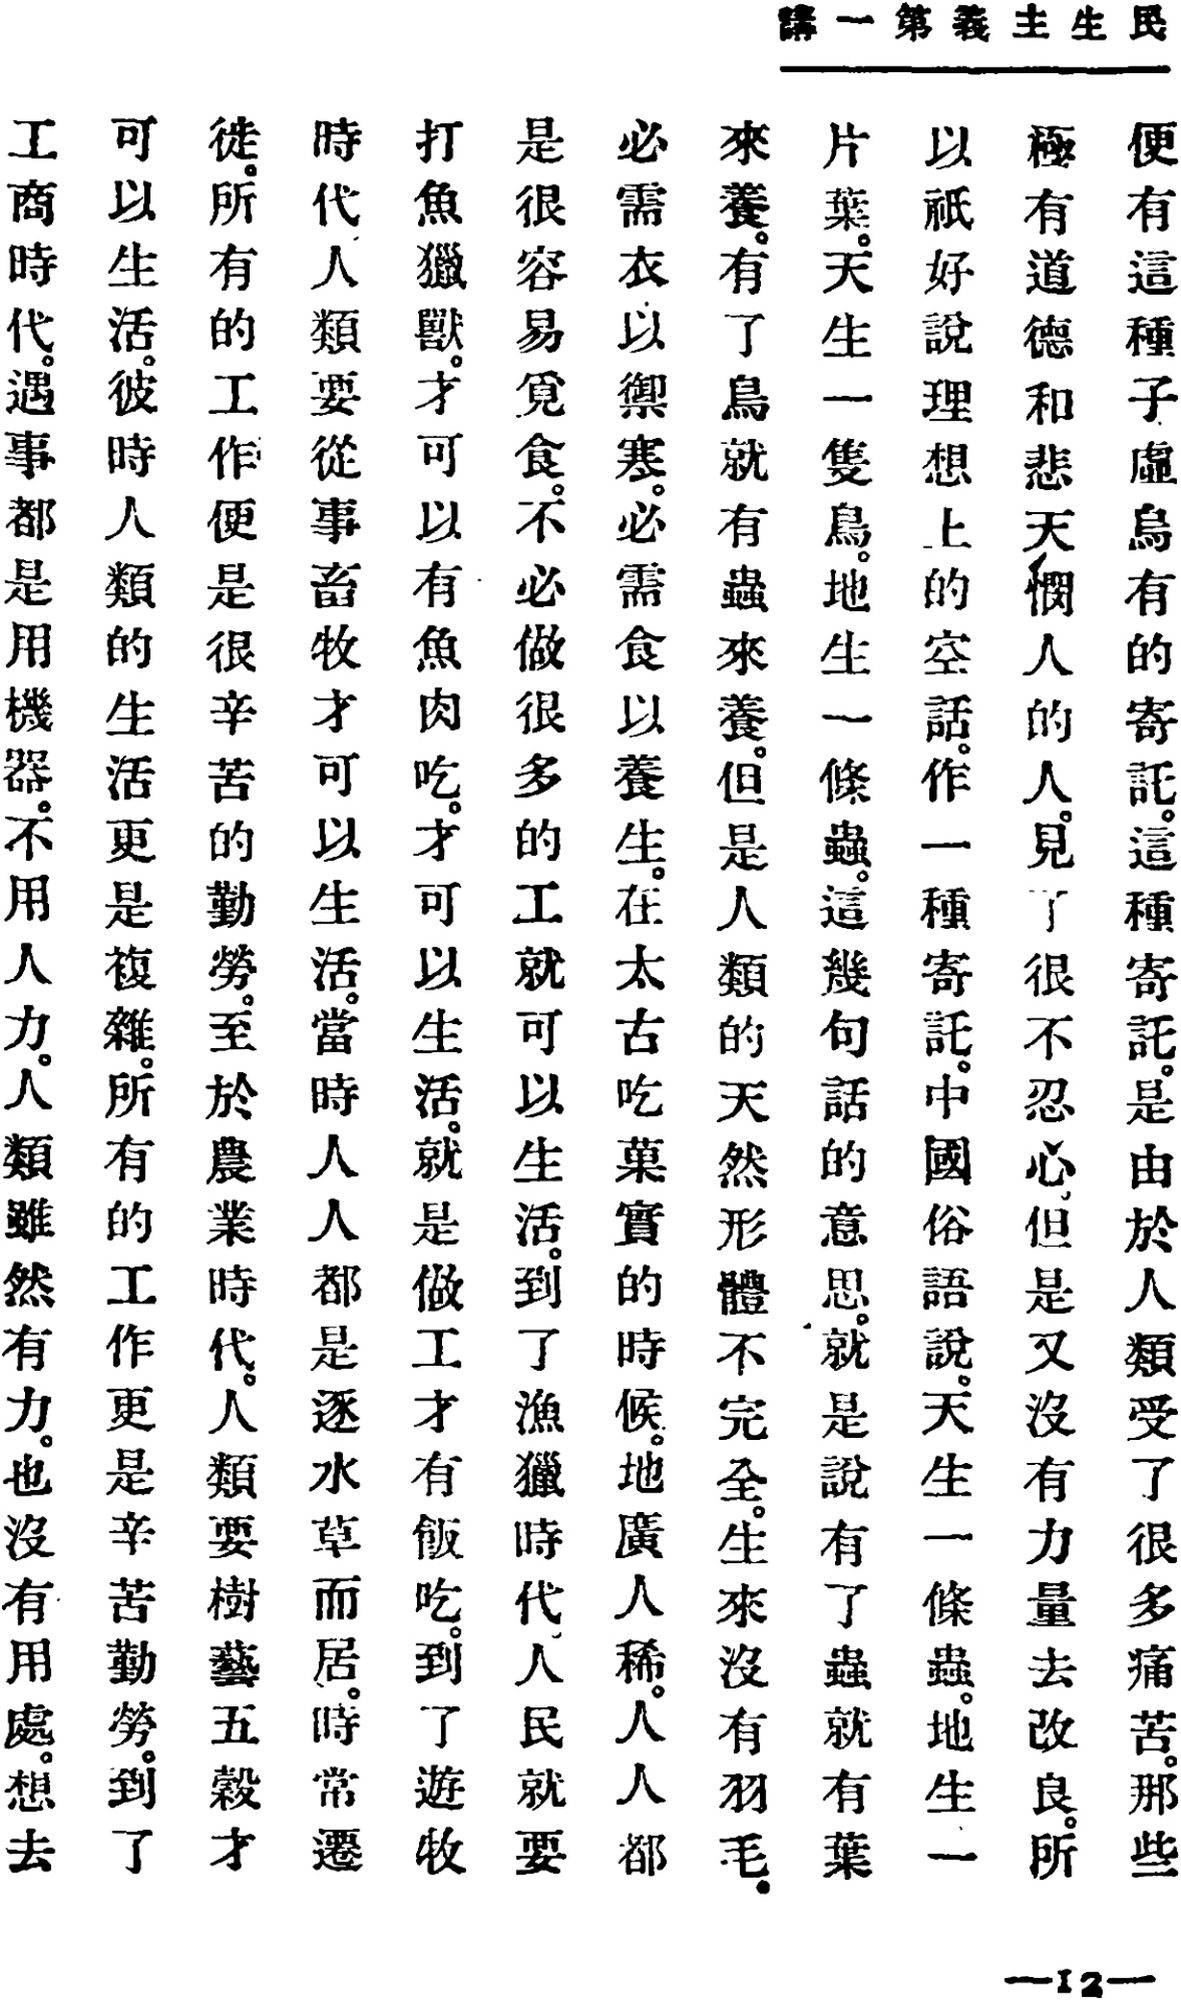 民生主義第一講
便有這種子虛烏有的寄託。這種寄託。是由於人類受了很多痛苦。那些
極有道德和悲天憫人的人。見了很不忍心、但是又沒有力量去改良。所
以祇好說理想上的空話。作一種寄託。中國俗語說。天生一條蟲。地生一
片葉。天生一隻鳥。地生一條蟲。這幾句話的意思。就是說有了蟲就有葉
來養。有了鳥就有蟲來養。但是人類的天然形體不完全。生來沒有羽毛。
必需衣以禦寒。必需食以養生。在太古吃菓實的時候。地廣人稀。人人都
是很容易覓食。不必做很多的工就可以生活。到了漁獵時代、人民就要
打魚獵獸。才可以有魚肉吃。才可以生活。就是做工才有飯吃。到了遊牧
時代人類要從事畜牧才可以生活。當時人人都是逐水草而居。時常遷
徙。所有的工作便是很辛苦的勤勞。至於農業時代。人類要樹藝五穀才
可以生活。彼時人類的生活更是複雜。所有的工作更是辛苦勤勞。到了
工商時代。遇事都是用機器。不用人力。人類雖然有力。也沒有用處。想去
—12—